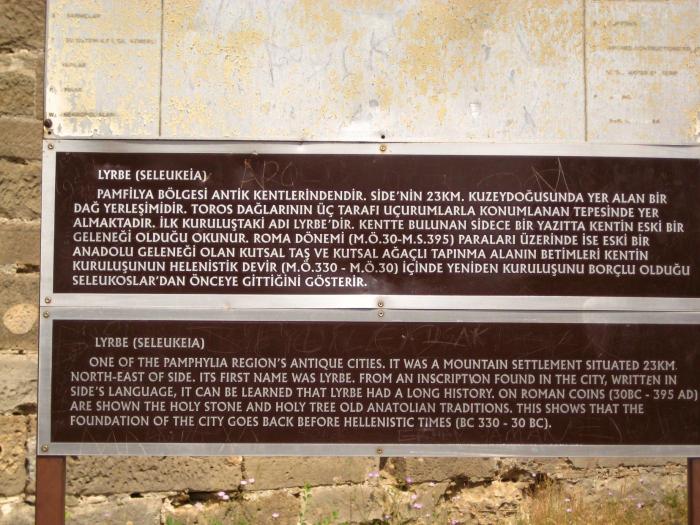 LYRBE (SELEUKEİA)
PAMFİLYA BÖLGESİ ANTİK KENTLERİNDENDİR. SİDE'NİN 23KM. KUZEYDOĞUSUNDA YER ALAN BİR
DAĞ YERLEŞİMİDİR. TOROS DAĞLARININ ÜÇ TARAFI UÇURUMLARLA KONUMLANAN TEPESİNDE YER
ALMAKTADIR. İLK KURULUŞTAKİ ADI LYRBE'DİR. KENTTE BULUNAN SİDECE BİR YAZITTA KENTİN ESKİ BİR
GELENEĞİ OLDUĞU OKUNUR. ROMA DÖNEMİ (M.Ö.30-M.S.395) PARALARI ÜZERİNDE İSE ESKİ BİR
ANADOLU GELENEĞİ OLAN KUTSAL TAŞ VE KUTSAL AĞAÇLI TAPINMA ALANIN BETİMLERİ KENTİN
KURULUŞUNUN HELENİSTİK DEVİR (M.Ö.330 - M.Ö.30) İÇİNDE YENİDEN KURULUŞUNU BORÇLU OLDUĞU
SELEUKOSLAR'DAN ÖNCEYE GİTTİĞİNİ GÖSTERİR.
LYRBE (SELEUKEİA)
ONE OF THE PAMPHYLIA REGION'S ANTIQUE CITIES. IT WAS A MOUNTAIN SETTLEMENT SITUATED 23KM.
NORTH-EAST OF SIDE. ITS FIRST NAME WAS LYRBE. FROM AN INSCRIPTION FOUND IN THE CITY, WRITTEN IN
SIDE'S LANGUAGE, IT CAN BE LEARNED THAT LYRBE HAD A LONG HISTORY. ON ROMAN COINS (30BC - 395 AD)
ARE SHOWN THE HOLY STONE AND HOLY TREE OLD ANATOLIAN TRADITIONS. THIS SHOWS THAT THE
FOUNDATION OF THE CITY GOES BACK BEFORE HELLENISTIC TIMES (BC 330 - 30 BC).